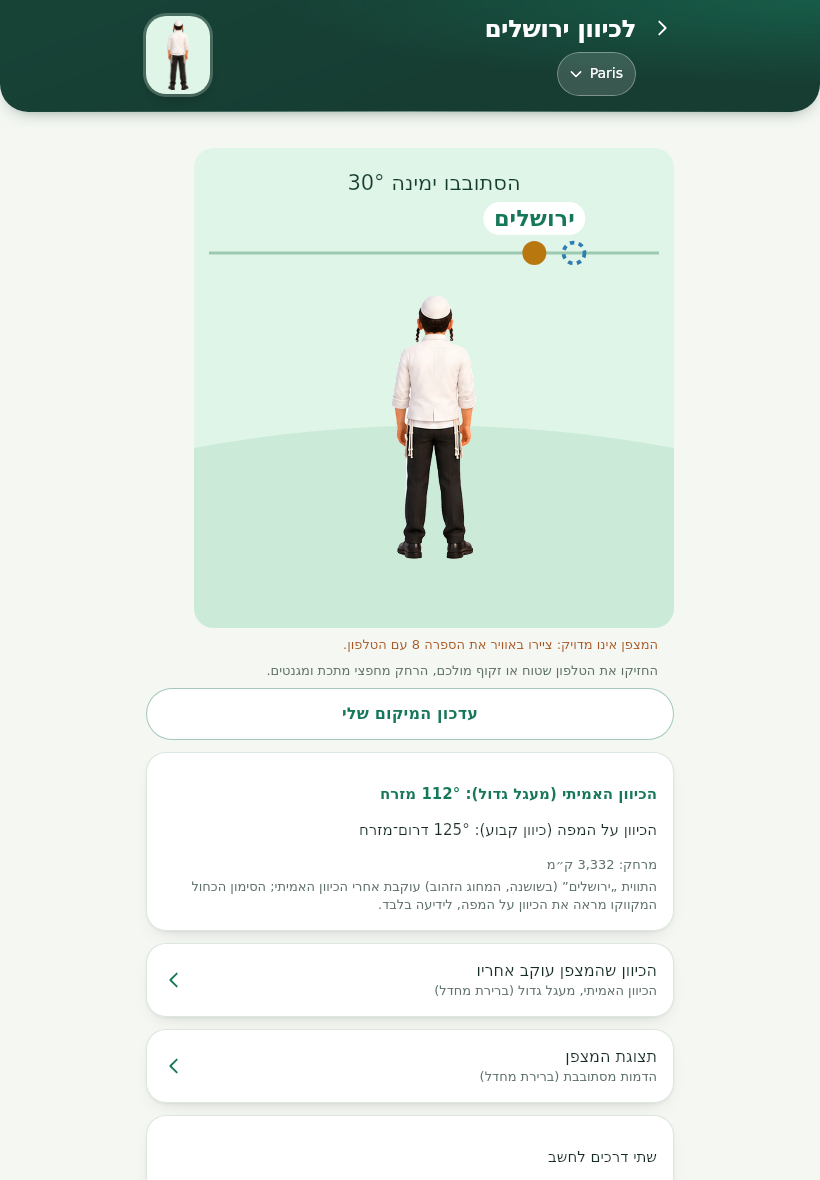 לכיוון ירושלים
Paris
הסתובבו ימינה 30°
ירושלים
המצפן אינו מדויק: ציירו באוויר את הספרה 8 עם הטלפון.
החזיקו את הטלפון שטוח או זקוף מולכם, הרחק מחפצי מתכת ומגנטים.
עדכון המיקום שלי
הכיוון האמיתי (מעגל גדול): 112° מזרח
הכיוון על המפה (כיוון קבוע): 125° דרום־מזרח
מרחק: 3,332 ק״מ
התווית „ירושלים” (בשושנה, המחוג הזהוב) עוקבת אחרי הכיוון האמיתי; הסימון הכחול
המקווקו מראה את הכיוון על המפה, לידיעה בלבד.
הכיוון שהמצפן עוקב אחריו
הכיוון האמיתי, מעגל גדול (ברירת מחדל)
תצוגת המצפן
הדמות מסתובבת (ברירת מחדל)
שתי דרכים לחשב